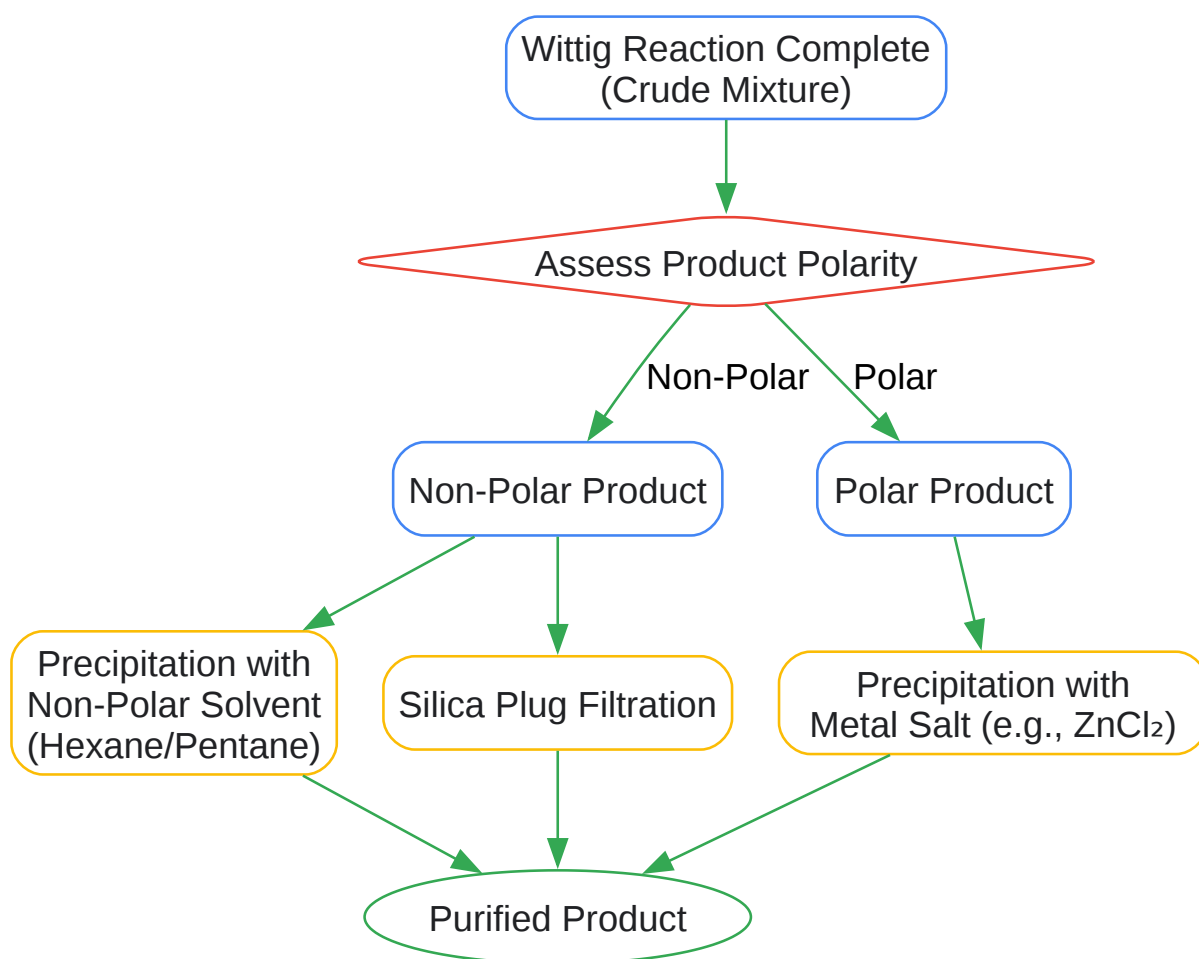 Wittig Reaction Complete
(Crude Mixture)
Assess Product Polarity
Non-Polar
Polar
Non-Polar Product
Polar Product
Precipitation with
Non-Polar Solvent
(Hexane/Pentane)
Silica Plug Filtration
Precipitation with
Metal Salt (e.g., ZnCl₂)
Purified Product